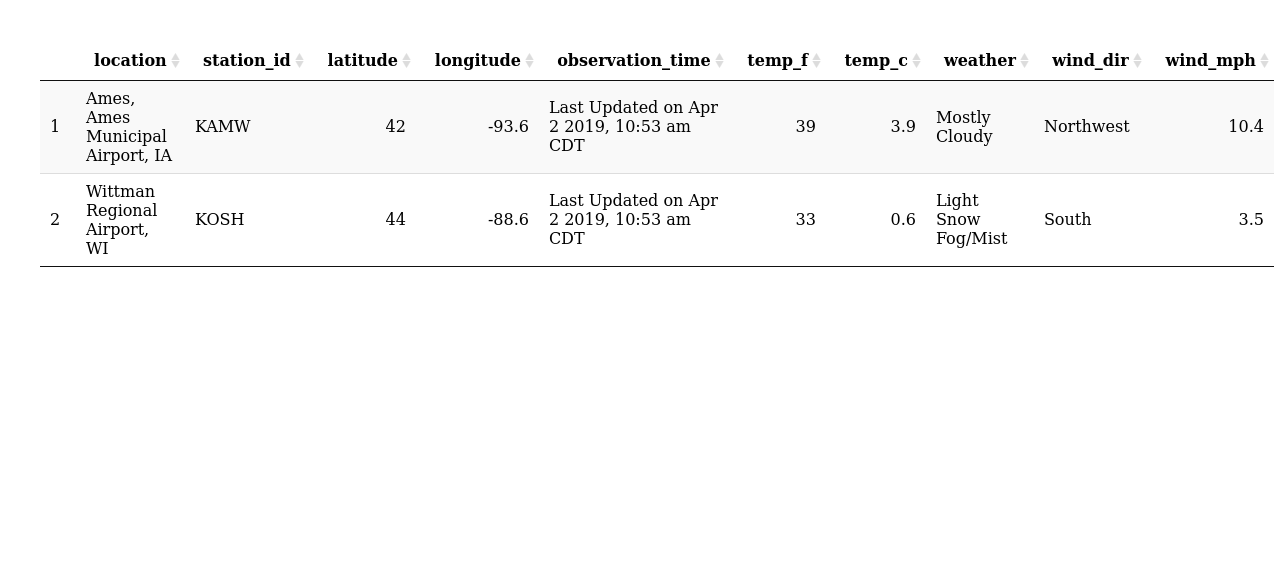 location station_id latitude longitude observation_time temp_f temp_c weather wind_dir wind_mph
1 Ames, Ames Municipal Airport, IA KAMW 42 -93.6 Last Updated on Apr 2 2019, 10:53 am CDT 39 3.9 Mostly Cloudy Northwest 10.4
2 Wittman Regional Airport, WI KOSH 44 -88.6 Last Updated on Apr 2 2019, 10:53 am CDT 33 0.6 Light Snow Fog/Mist South 3.5